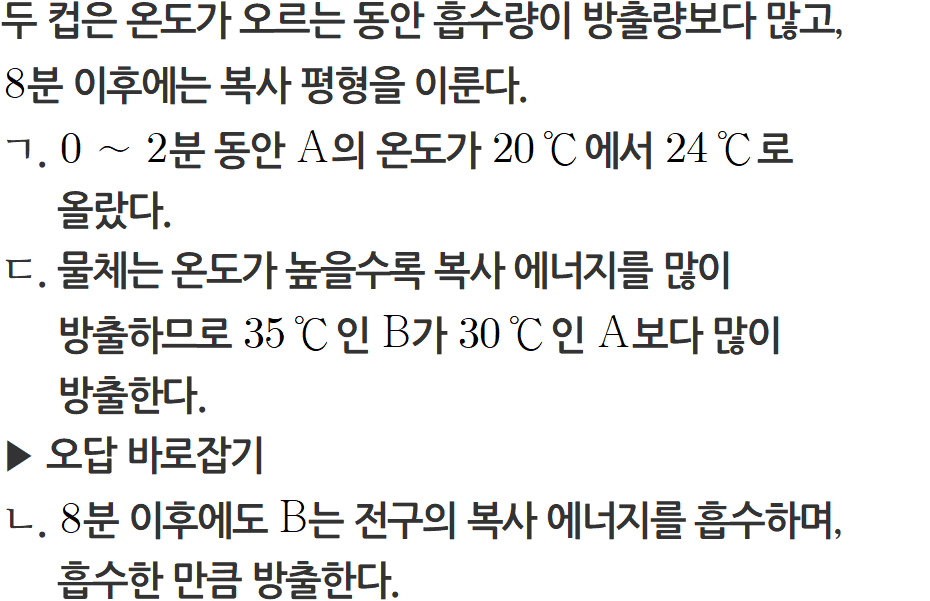 두 컵은 온도가 오르는 동안 흡수량이 방출량보다 많고,
8분 이후에는 복사 평형을 이룬다.
ㄱ. 0 ~ 2분 동안 A의 온도가 20 ℃에서 24 ℃로
올랐다.
ㄷ. 물체는 온도가 높을수록 복사 에너지를 많이
방출하므로 35 ℃인 B가 30 ℃인 A보다 많이
방출한다.
▶ 오답 바로잡기
ㄴ. 8분 이후에도 B는 전구의 복사 에너지를 흡수하며,
흡수한 만큼 방출한다.